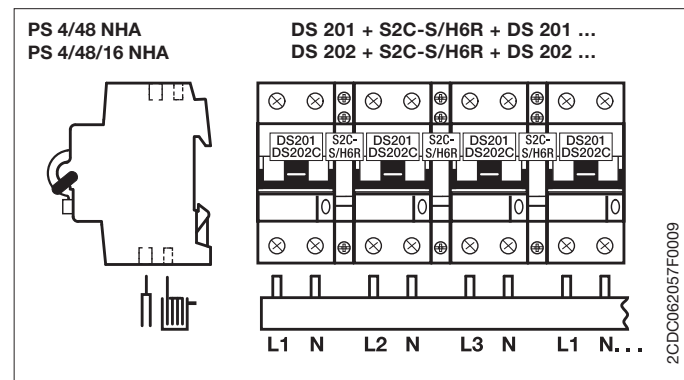 PS 4/48 NHA
PS 4/48/16 NHA
DS 201 + S2C-S/H6R + DS 201 ...
DS 202 + S2C-S/H6R + DS 202 ...
DS201 S2C- DS201 S2C- DS201 S2C- DS201
DS202C S/H6R DS202C S/H6R DS202C S/H6R DS202C
L1 N L2 N L3 N L1 N...
2CDC062057F0009